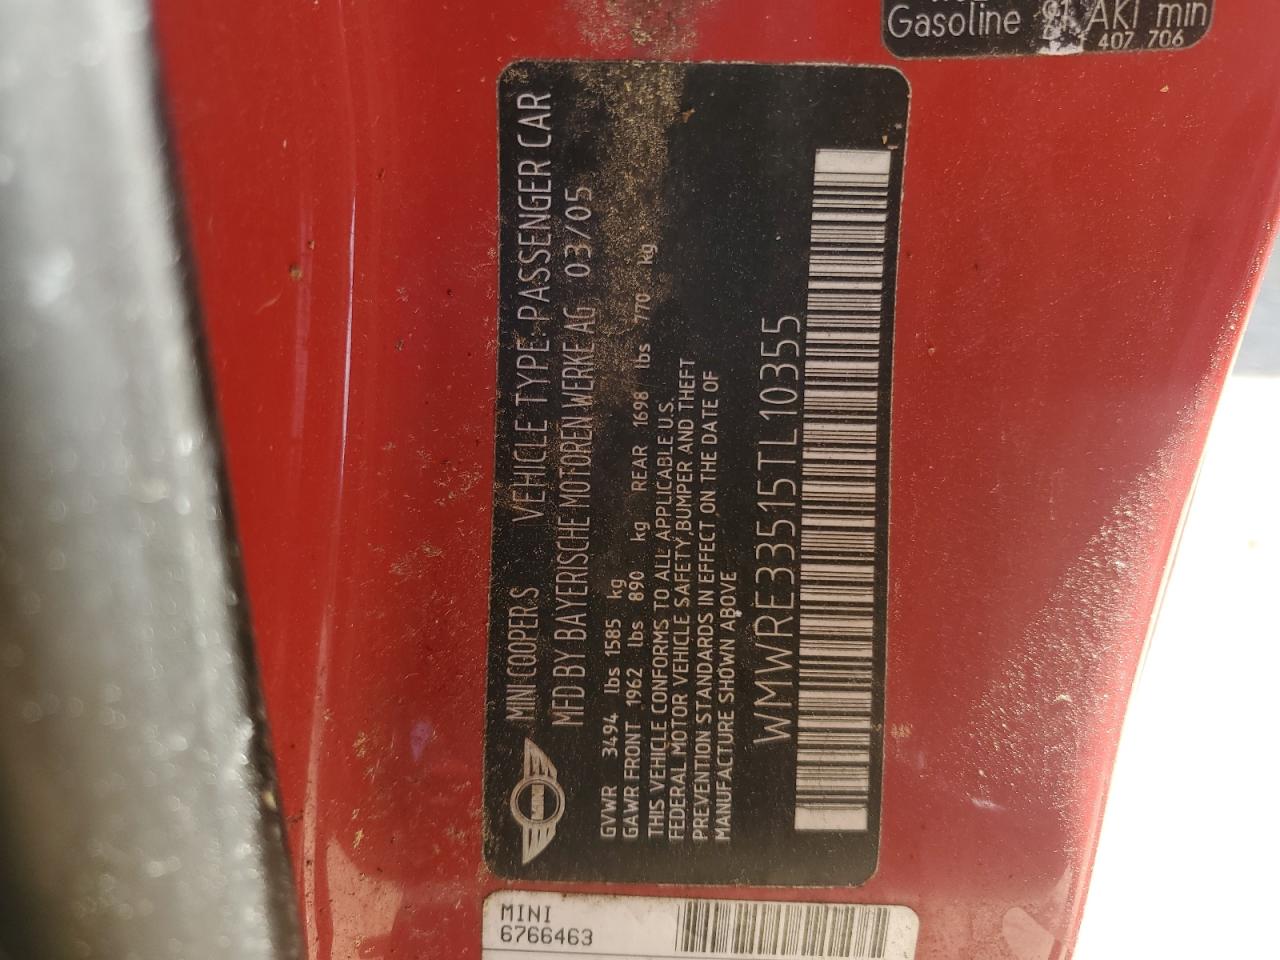 Gasoline 91 AKI min
407 706
MINI COOPER S VEHICLE TYPE-PASSENGER CAR
MFD BY BAYERISCHE MOTOREN WERKE AG 03/05
GVWR 3494 lbs 1585 kg
GAWR FRONT 1962 lbs 890 kg REAR 1698 lbs 770 kg
THIS VEHICLE CONFORMS TO ALL APPLICABLE U.S.
FEDERAL MOTOR VEHICLE SAFETY,BUMPER AND THEFT
PREVENTION STANDARDS IN EFFECT ON THE DATE OF
MANUFACTURE SHOWN ABOVE
WMWRE33515TL10355
MINI
6766463